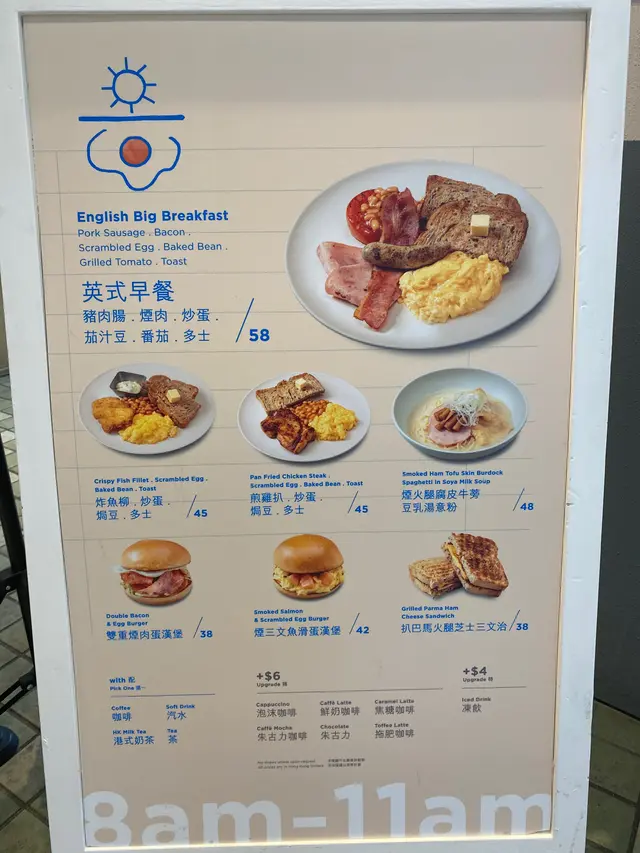 English Big Breakfast
Pork Sausage . Bacon .
Scrambled Egg . Baked Bean .
Grilled Tomato . Toast
英式早餐
豬肉腸 . 煙肉 . 炒蛋 .
茄汁豆 . 番茄 . 多士
/58
Crispy Fish Fillet . Scrambled Egg .
Baked Bean . Toast
炸魚柳 . 炒蛋 .
焗豆 . 多士
/45
Pan Fried Chicken Steak .
Scrambled Egg . Baked Bean . Toast
煎雞扒 . 炒蛋 .
焗豆 . 多士
/45
Smoked Ham Tofu Skin Burdock
Spaghetti in Soya Milk Soup
煙火腿腐皮牛蒡
豆乳湯意粉
/48
Double Bacon
& Egg Burger
雙重煙肉蛋漢堡
/38
Smoked Salmon
& Scrambled Egg Burger
煙三文魚滑蛋漢堡
/42
Grilled Parma Ham
Cheese Sandwich
扒巴馬火腿芝士三文治
/38
with 配
Pick One
Coffee
咖啡
Soft Drink
汽水
HK Milk Tea
港式奶茶
Tea
茶
+$6
Upgrade
Cappuccino
泡沫咖啡
Caffè Latte
鮮奶咖啡
Caramel Latte
焦糖咖啡
Caffè Mocha
朱古力咖啡
Chocolate
朱古力
Toffee Latte
拖肥咖啡
+$4
Upgrade
Iced Drink
凍飲
8am-11am